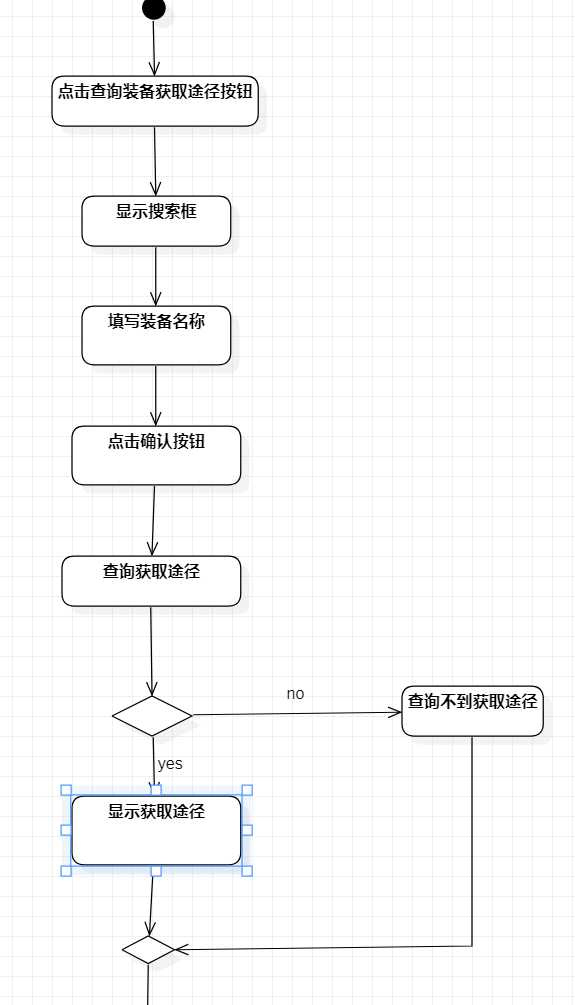 点击查询装备获取途径按钮
显示搜索框
填写装备名称
点击确认按钮
查询获取途径
no
查询不到获取途径
yes
显示获取途径